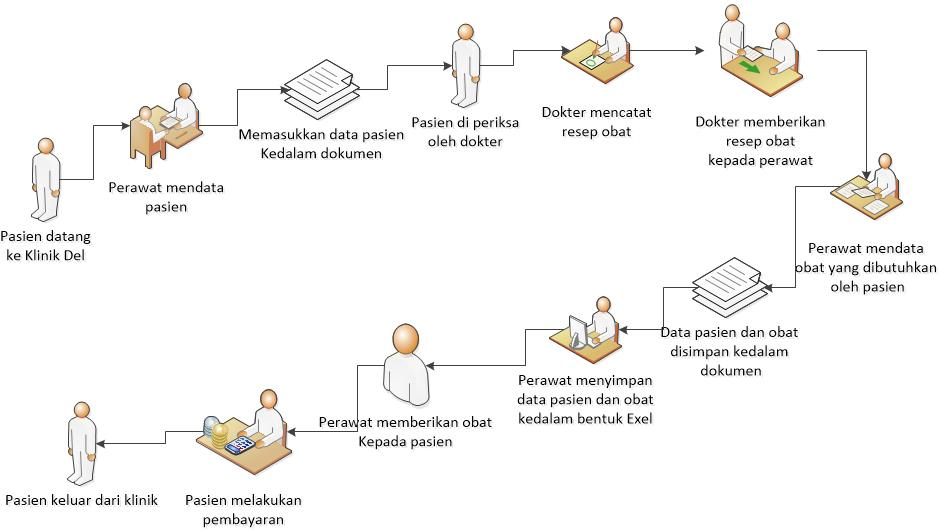 Pasien datang
ke Klinik Del
Perawat mendata
pasien
Memasukkan data pasien
Kedalam dokumen
Pasien di periksa
oleh dokter
Dokter mencatat
resep obat
Dokter memberikan
resep obat
kepada perawat
Perawat mendata
obat yang dibutuhkan
oleh pasien
Data pasien dan obat
disimpan kedalam
dokumen
Perawat menyimpan
data pasien dan obat
kedalam bentuk Exel
Perawat memberikan obat
Kepada pasien
Pasien melakukan
pembayaran
Pasien keluar dari klinik